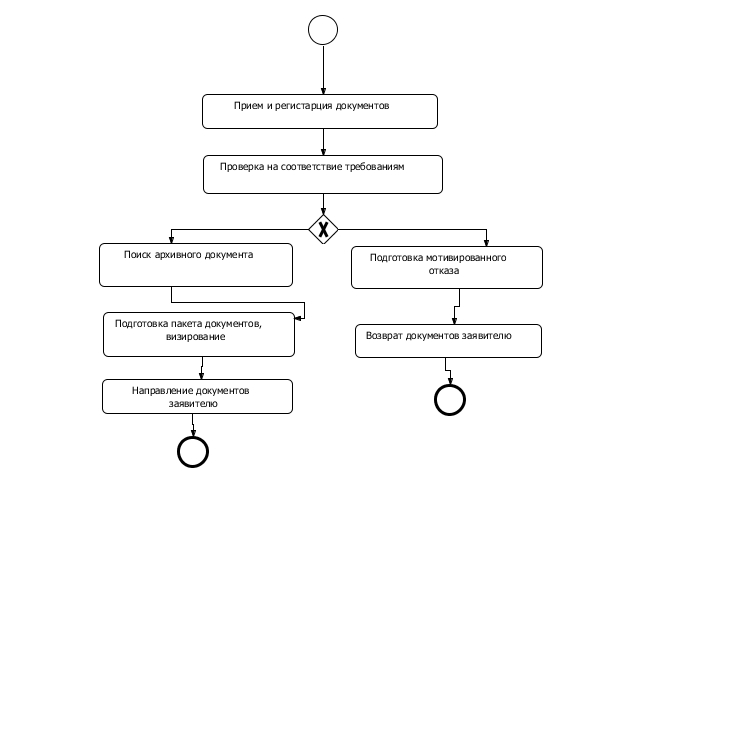 Прием и регистарция документов
Проверка на соответствие требованиям
Поиск архивного документа
Подготовка мотивированного
отказа
Подготовка пакета документов,
визирование
Возврат документов заявителю
Направление документов
заявителю